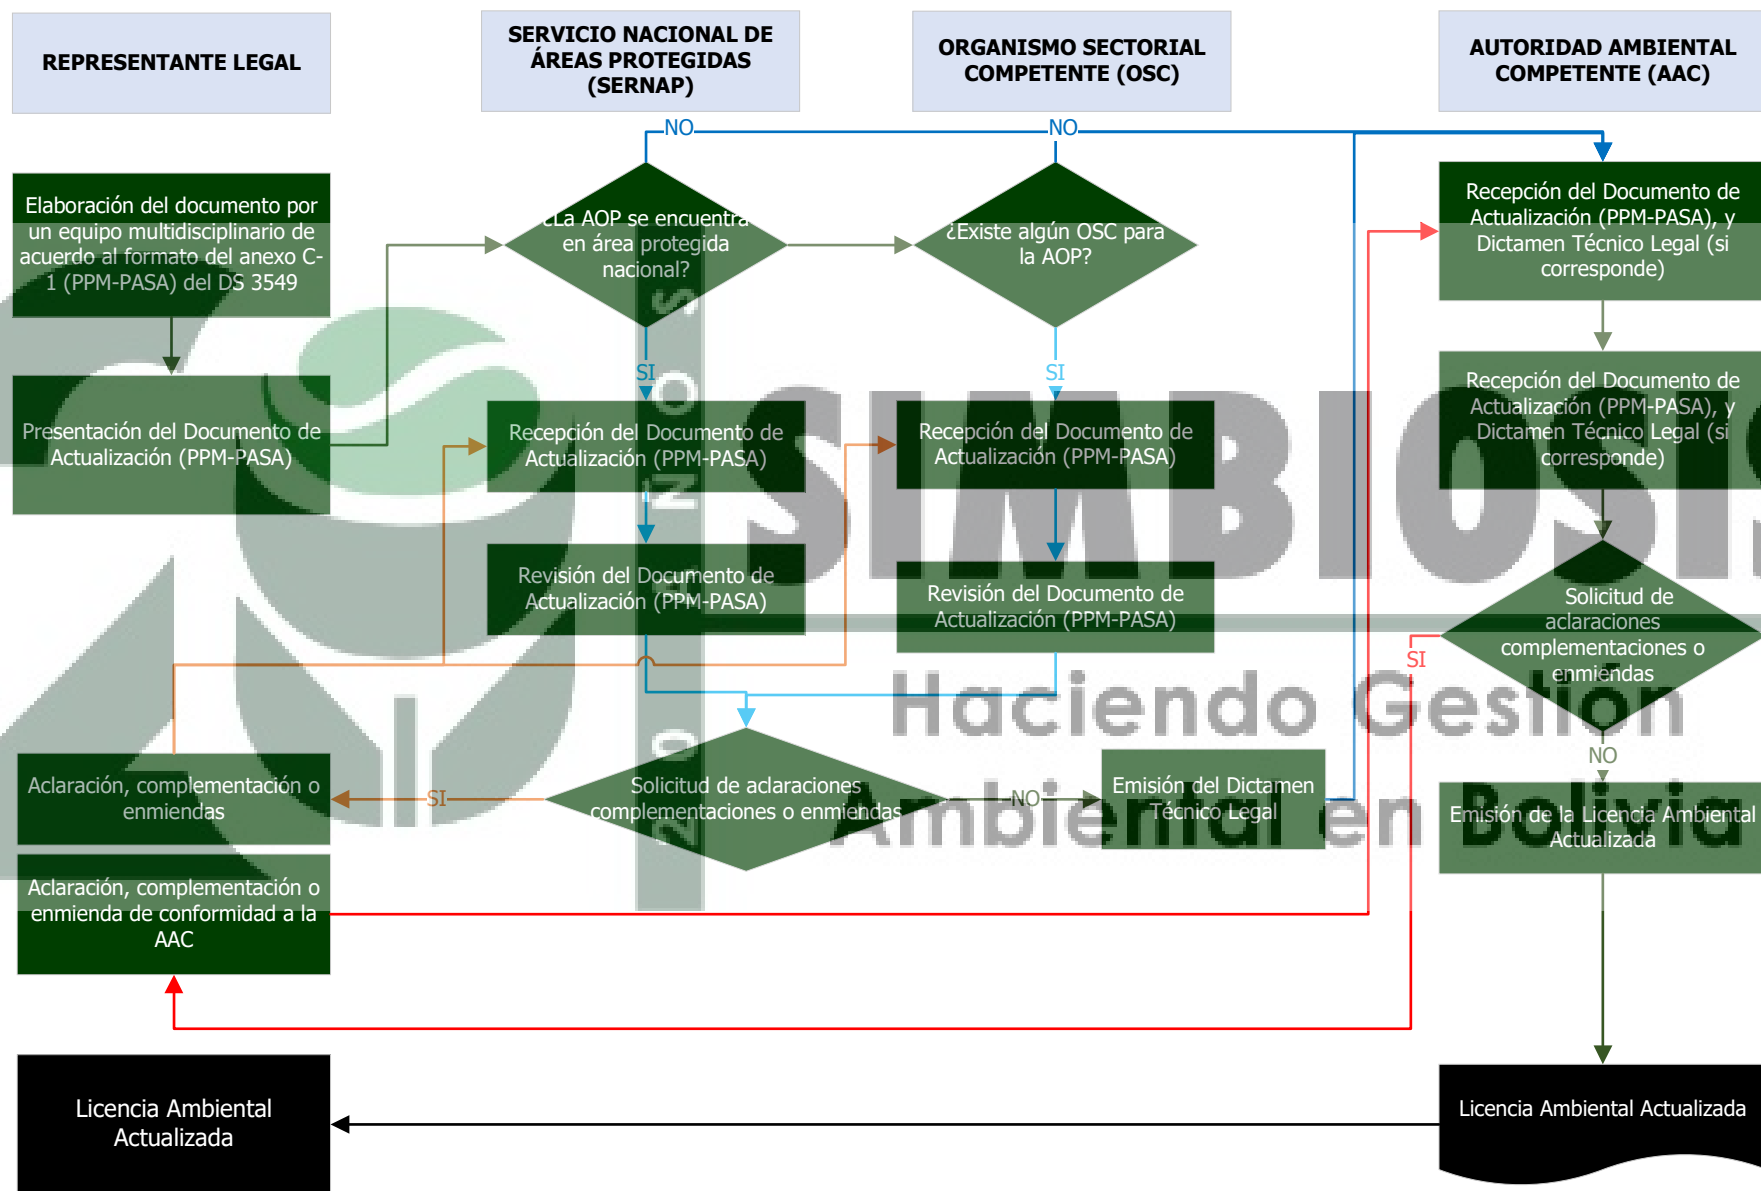 REPRESENTANTE LEGAL
SERVICIO NACIONAL DE
ÁREAS PROTEGIDAS
(SERNAP)
ORGANISMO SECTORIAL
COMPETENTE (OSC)
AUTORIDAD AMBIENTAL
COMPETENTE (AAC)
NO
NO
Elaboración del documento por
un equipo multidisciplinario de
acuerdo al formato del anexo C-
1 (PPM-PASA) del DS 3549
¿La AOP se encuentra
en área protegida
nacional?
¿Existe algún OSC para
la AOP?
Recepción del Documento de
Actualización (PPM-PASA), y
Dictamen Técnico Legal (si
corresponde)
SI
SI
Presentación del Documento de
Actualización (PPM-PASA)
Recepción del Documento de
Actualización (PPM-PASA)
Recepción del Documento de
Actualización (PPM-PASA)
Recepción del Documento de
Actualización (PPM-PASA), y
Dictamen Técnico Legal (si
corresponde)
Revisión del Documento de
Actualización (PPM-PASA)
Revisión del Documento de
Actualización (PPM-PASA)
Solicitud de
aclaraciones
complementaciones o
enmiendas
SI
NO
Aclaración, complementación o
enmiendas
SI
Solicitud de aclaraciones
complementaciones o enmiendas
NO
Emisión del Dictamen
Técnico Legal
Emisión de la Licencia Ambiental
Actualizada
Aclaración, complementación o
enmienda de conformidad a la
AAC
Licencia Ambiental
Actualizada
Licencia Ambiental Actualizada
20 AÑOS
SIMBIOSIS
Haciendo Gestión
Ambiental en Bolivia